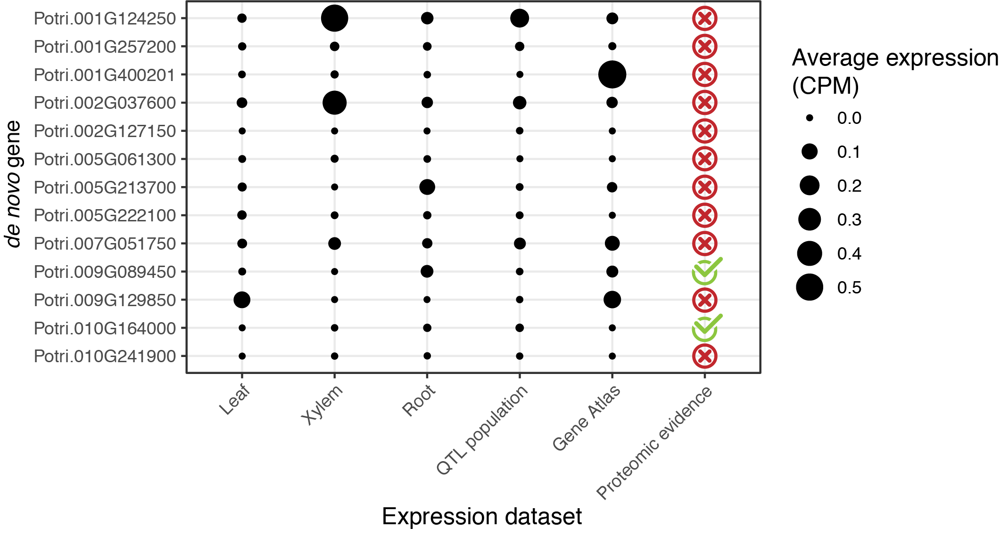 Potri.001G124250
Potri.001G257200
Potri.001G400201
Potri.002G037600
Potri.002G127150
Potri.005G061300
Potri.005G213700
Potri.005G222100
Potri.007G051750
Potri.009G089450
Potri.009G129850
Potri.010G164000
Potri.010G241900
de novo gene
Leaf
Xylem
Root
QTL population
Gene Atlas
Proteomic evidence
Expression dataset
Average expression
(CPM)
0.0
0.1
0.2
0.3
0.4
0.5